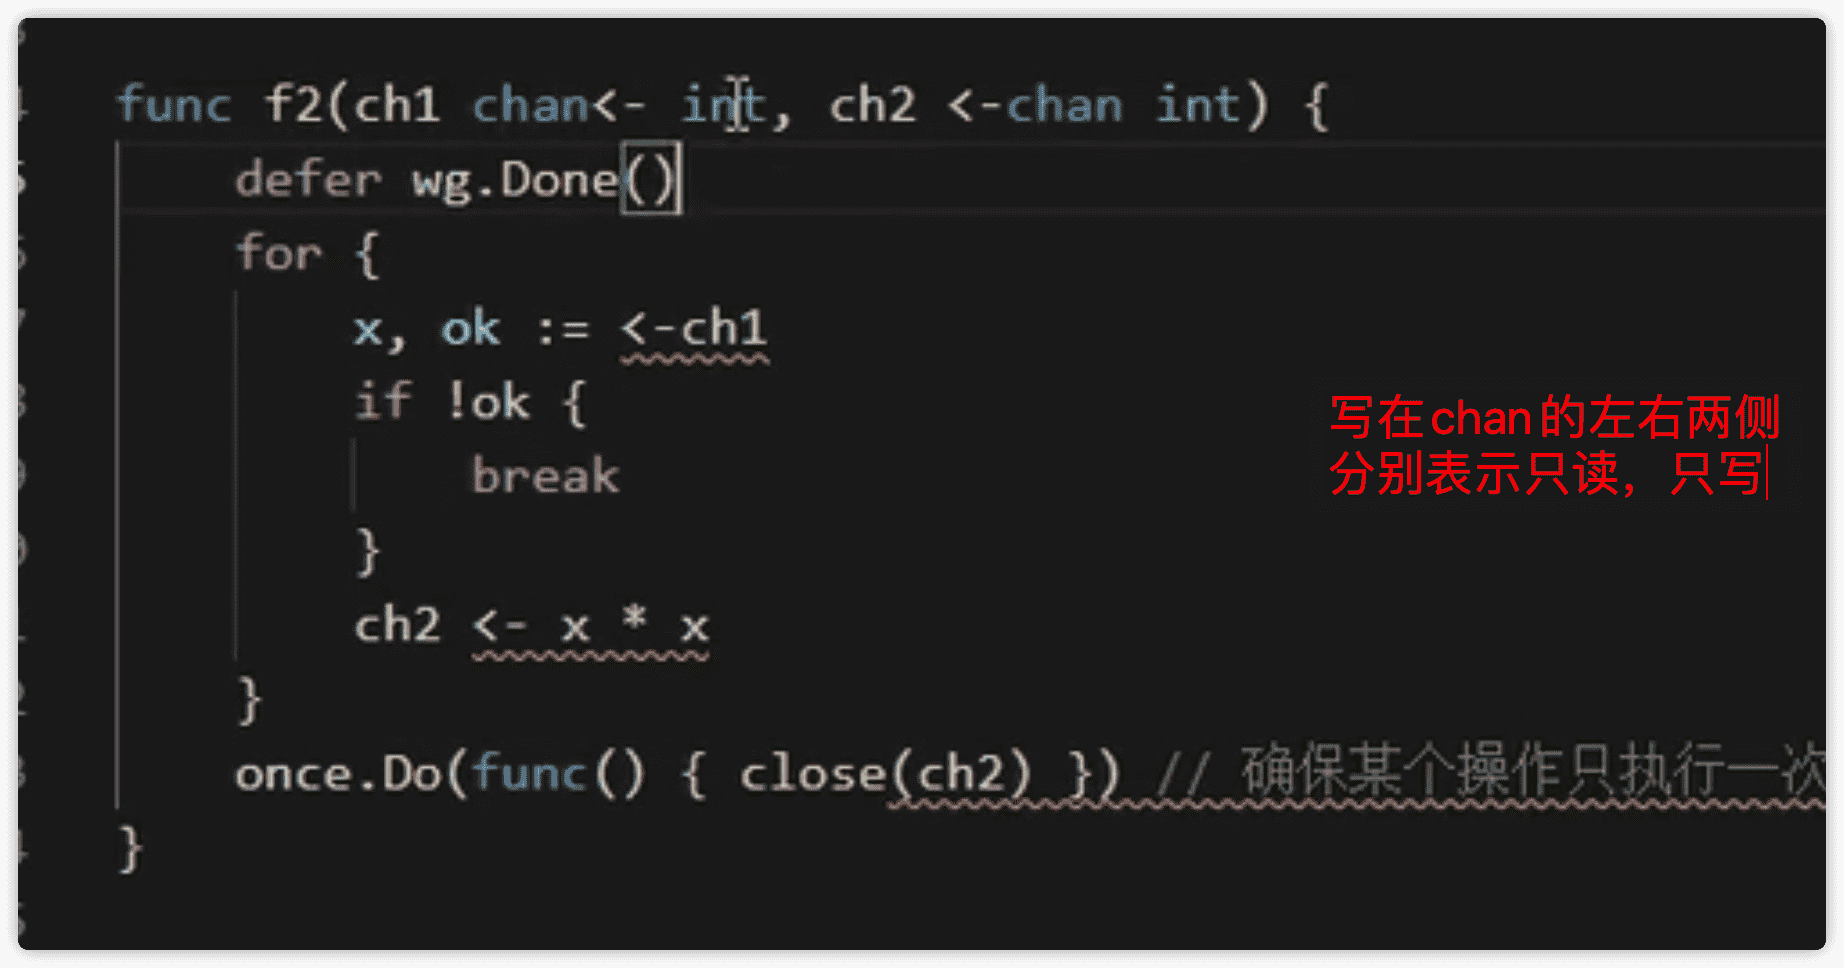 func f2(ch1 chan<- int, ch2 <-chan int) {
defer wg.Done()
for {
x, ok := <-ch1
if !ok {
break
}
ch2 <- x * x
}
once.Do(func() { close(ch2) }) // 确保某个操作只执行一次
}
写在chan的左右两侧
分别表示只读，只写